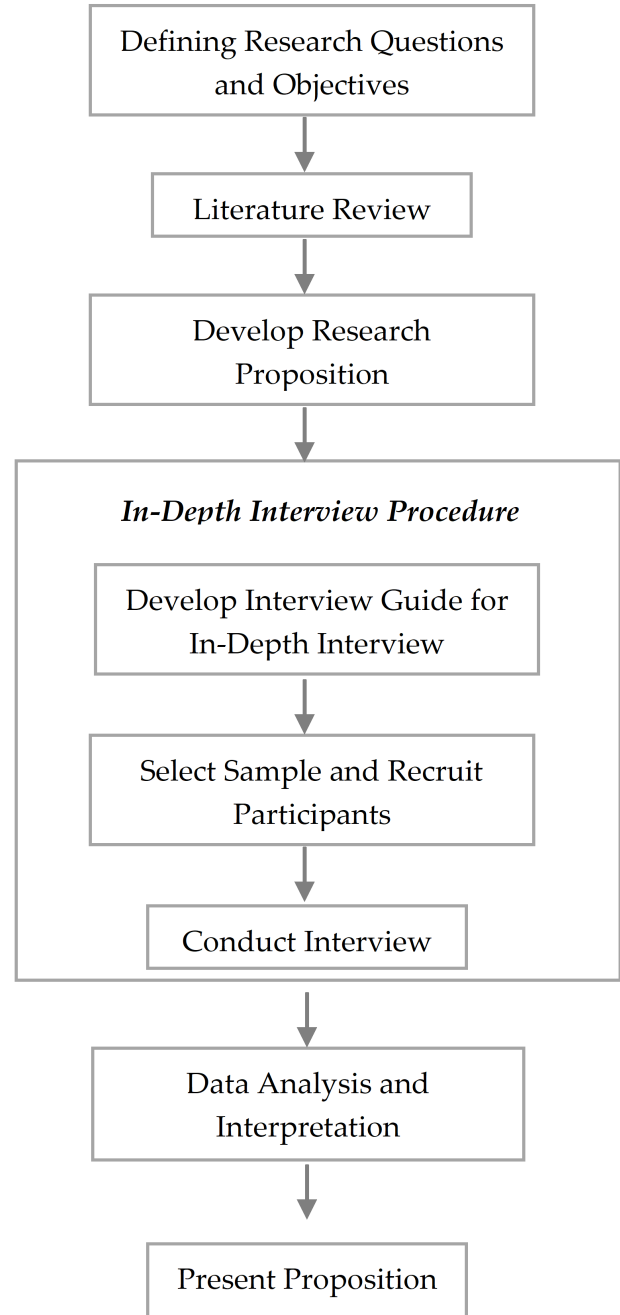 Defining Research Questions
and Objectives
Literature Review
Develop Research
Proposition
In-Depth Interview Procedure
Develop Interview Guide for
In-Depth Interview
Select Sample and Recruit
Participants
Conduct Interview
Data Analysis and
Interpretation
Present Proposition